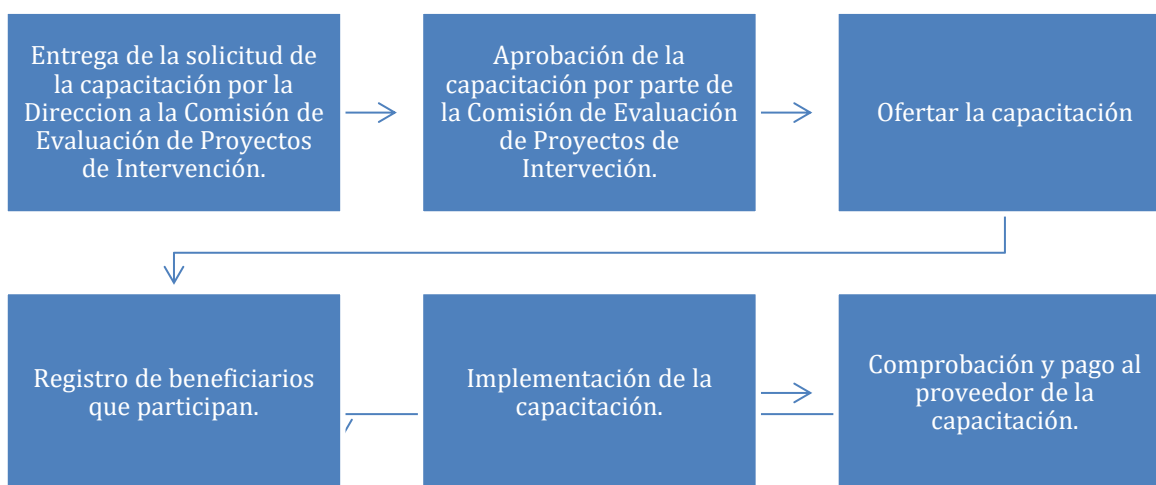 Entrega de la solicitud de
la capacitación por la
Direccion a la Comisión de
Evaluación de Proyectos
de Intervención.
Aprobación de la
capacitación por parte de
la Comisión de Evaluación
de Proyectos de
Interveción.
Ofertar la capacitación
Registro de beneficiarios
que participan.
Implementación de la
capacitación.
Comprobación y pago al
proveedor de la
capacitación.